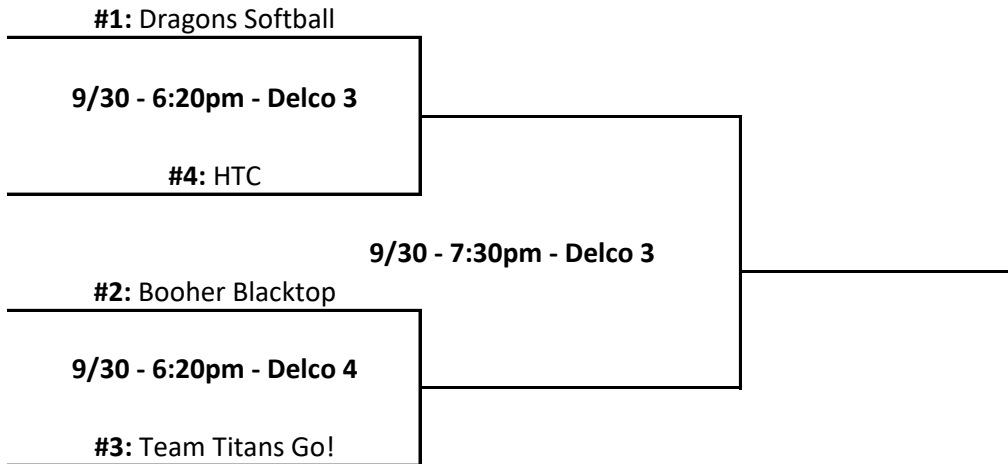 #1: Dragons Softball
9/30 - 6:20pm - Delco 3
#4: HTC
9/30 - 7:30pm - Delco 3
#2: Booher Blacktop
9/30 - 6:20pm - Delco 4
#3: Team Titans Go!